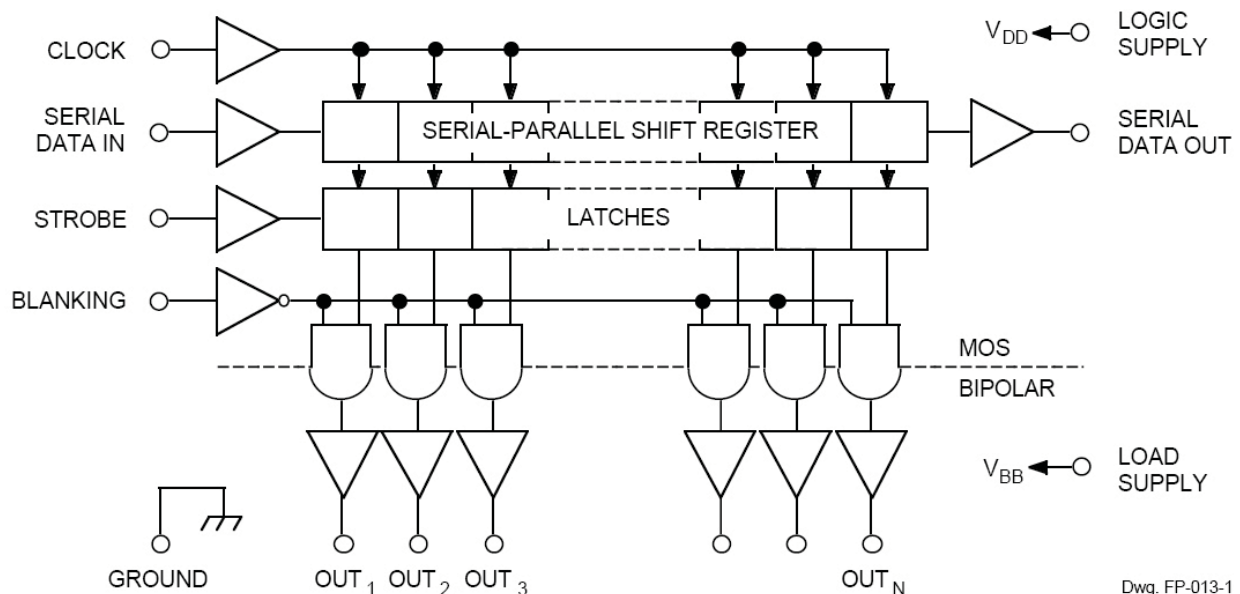 CLOCK
V_DD
LOGIC
SUPPLY
SERIAL
DATA IN
SERIAL-PARALLEL SHIFT REGISTER
SERIAL
DATA OUT
STROBE
LATCHES
BLANKING
MOS
BIPOLAR
V_BB
LOAD
SUPPLY
GROUND
OUT_1
OUT_2
OUT_3
OUT_N
Dwg. FP-013-1